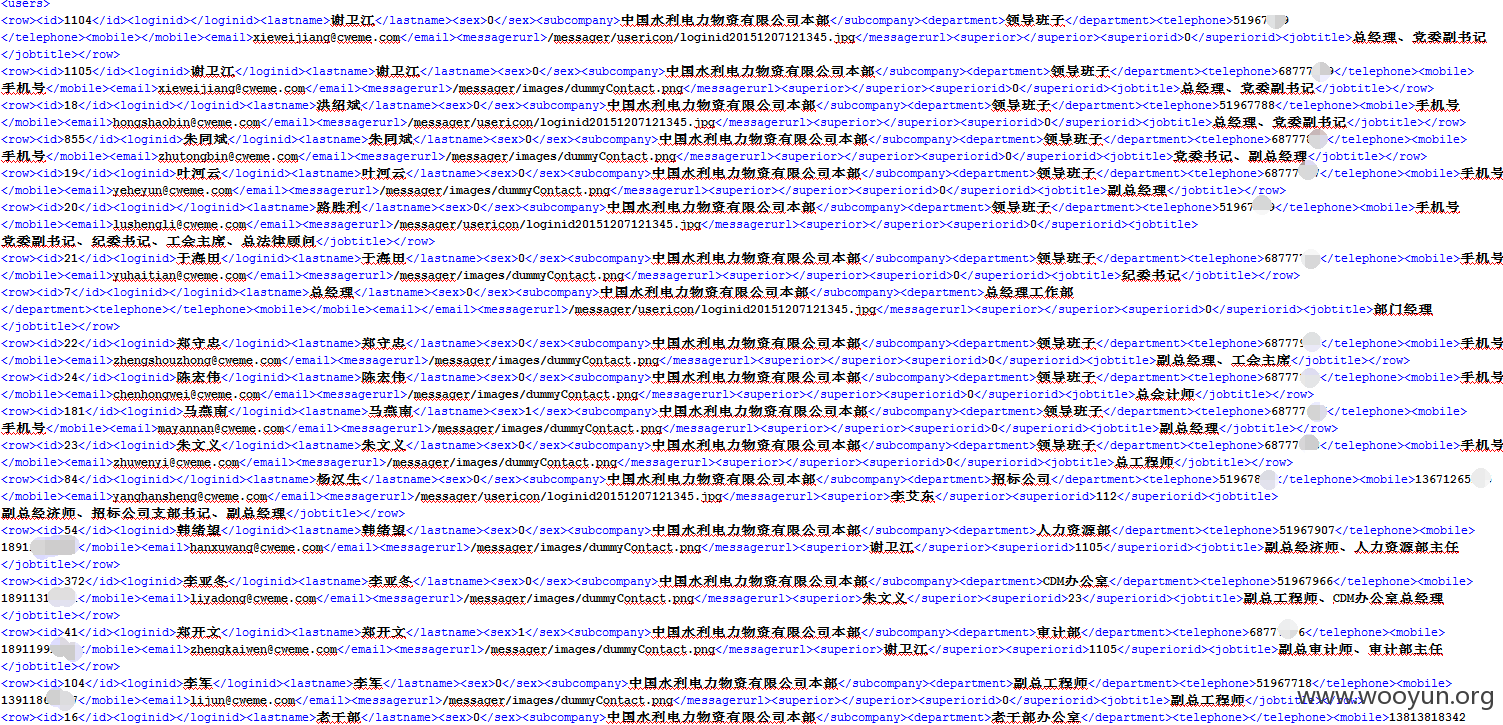 <users>
<row><id>1104</id><loginid></loginid><lastname>谢卫江</lastname><sex>0</sex><subcompany>中国水利电力物资有限公司本部</subcompany><department>领导班子</department><telephone>51967 9
</telephone><mobile></mobile><email>xieweijiang@cweme.com</email><messagerurl>/messager/usericon/loginid20151207121345.jpg</messagerurl><superior></superior><superiorid>0</superiorid><jobtitle>总经理、党委副书记
</jobtitle></row>
<row><id>1105</id><loginid>谢卫江</loginid><lastname>谢卫江</lastname><sex>0</sex><subcompany>中国水利电力物资有限公司本部</subcompany><department>领导班子</department><telephone>68777 9</telephone><mobile>
手机号</mobile><email>xieweijiang@cweme.com</email><messagerurl>/messager/images/dummyContact.png</messagerurl><superior></superior><superiorid>0</superiorid><jobtitle>总经理、党委副书记</jobtitle></row>
<row><id>18</id><loginid></loginid><lastname>洪绍斌</lastname><sex>0</sex><subcompany>中国水利电力物资有限公司本部</subcompany><department>领导班子</department><telephone>51967788</telephone><mobile>手机号
</mobile><email>hongshaobin@cweme.com</email><messagerurl>/messager/usericon/loginid20151207121345.jpg</messagerurl><superior></superior><superiorid>0</superiorid><jobtitle>总经理、党委副书记</jobtitle></row>
<row><id>855</id><loginid>朱同斌</loginid><lastname>朱同斌</lastname><sex>0</sex><subcompany>中国水利电力物资有限公司本部</subcompany><department>领导班子</department><telephone>68777 </telephone><mobile>
手机号</mobile><email>zhutongbin@cweme.com</email><messagerurl>/messager/images/dummyContact.png</messagerurl><superior></superior><superiorid>0</superiorid><jobtitle>党委书记、副总经理</jobtitle></row>
<row><id>19</id><loginid>叶河云</loginid><lastname>叶河云</lastname><sex>0</sex><subcompany>中国水利电力物资有限公司本部</subcompany><department>领导班子</department><telephone>68777 </telephone><mobile>手机号
</mobile><email>yeheyun@cweme.com</email><messagerurl>/messager/images/dummyContact.png</messagerurl><superior></superior><superiorid>0</superiorid><jobtitle>副总经理</jobtitle></row>
<row><id>20</id><loginid></loginid><lastname>路胜利</lastname><sex>0</sex><subcompany>中国水利电力物资有限公司本部</subcompany><department>领导班子</department><telephone>51967 9</telephone><mobile>手机号
</mobile><email>lushengli@cweme.com</email><messagerurl>/messager/usericon/loginid20151207121345.jpg</messagerurl><superior></superior><superiorid>0</superiorid><jobtitle>
党委副书记、纪委书记、工会主席、总法律顾问</jobtitle></row>
<row><id>21</id><loginid>于海田</loginid><lastname>于海田</lastname><sex>0</sex><subcompany>中国水利电力物资有限公司本部</subcompany><department>领导班子</department><telephone>68777 </telephone><mobile>手机号
</mobile><email>yuhaitian@cweme.com</email><messagerurl>/messager/images/dummyContact.png</messagerurl><superior></superior><superiorid>0</superiorid><jobtitle>纪委书记</jobtitle></row>
<row><id>7</id><loginid></loginid><lastname>总经理</lastname><sex>0</sex><subcompany>中国水利电力物资有限公司本部</subcompany><department>总经理工作部
</department><telephone></telephone><mobile></mobile><email></email><messagerurl>/messager/usericon/loginid20151207121345.jpg</messagerurl><superior></superior><superiorid>0</superiorid><jobtitle>部门经理
</jobtitle></row>
<row><id>22</id><loginid>郑守忠</loginid><lastname>郑守忠</lastname><sex>0</sex><subcompany>中国水利电力物资有限公司本部</subcompany><department>领导班子</department><telephone>68777 </telephone><mobile>手机号
</mobile><email>zhengshouzhong@cweme.com</email><messagerurl>/messager/images/dummyContact.png</messagerurl><superior></superior><superiorid>0</superiorid><jobtitle>副总经理、工会主席</jobtitle></row>
<row><id>24</id><loginid>陈宏伟</loginid><lastname>陈宏伟</lastname><sex>0</sex><subcompany>中国水利电力物资有限公司本部</subcompany><department>领导班子</department><telephone>68777 </telephone><mobile>手机号
</mobile><email>chenhongwei@cweme.com</email><messagerurl>/messager/images/dummyContact.png</messagerurl><superior></superior><superiorid>0</superiorid><jobtitle>总会计师</jobtitle></row>
<row><id>181</id><loginid>马燕南</loginid><lastname>马燕南</lastname><sex>1</sex><subcompany>中国水利电力物资有限公司本部</subcompany><department>领导班子</department><telephone>68777 </telephone><mobile>
手机号</mobile><email>mayannan@cweme.com</email><messagerurl>/messager/images/dummyContact.png</messagerurl><superior></superior><superiorid>0</superiorid><jobtitle>副总经理</jobtitle></row>
<row><id>23</id><loginid>朱文义</loginid><lastname>朱文义</lastname><sex>0</sex><subcompany>中国水利电力物资有限公司本部</subcompany><department>领导班子</department><telephone>68777 </telephone><mobile>手机号
</mobile><email>zhuwenyi@cweme.com</email><messagerurl>/messager/images/dummyContact.png</messagerurl><superior></superior><superiorid>0</superiorid><jobtitle>总工程师</jobtitle></row>
<row><id>84</id><loginid></loginid><lastname>杨汉生</lastname><sex>0</sex><subcompany>中国水利电力物资有限公司本部</subcompany><department>招标公司</department><telephone>519678 </telephone><mobile>13671265
</mobile><email>yanghansheng@cweme.com</email><messagerurl>/messager/usericon/loginid20151207121345.jpg</messagerurl><superior>李艾东</superior><superiorid>112</superiorid><jobtitle>
副总经济师、招标公司支部书记、副总经理</jobtitle></row>
<row><id>54</id><loginid>韩绪望</loginid><lastname>韩绪望</lastname><sex>0</sex><subcompany>中国水利电力物资有限公司本部</subcompany><department>人力资源部</department><telephone>51967907</telephone><mobile>
1891 </mobile><email>hanxuwang@cweme.com</email><messagerurl>/messager/images/dummyContact.png</messagerurl><superior>谢卫江</superior><superiorid>1105</superiorid><jobtitle>副总经济师、人力资源部主任
</jobtitle></row>
<row><id>372</id><loginid>李亚冬</loginid><lastname>李亚冬</lastname><sex>0</sex><subcompany>中国水利电力物资有限公司本部</subcompany><department>CDM办公室</department><telephone>51967966</telephone><mobile>
1891131 </mobile><email>liyadong@cweme.com</email><messagerurl>/messager/images/dummyContact.png</messagerurl><superior>朱文义</superior><superiorid>23</superiorid><jobtitle>副总工程师、CDM办公室总经理
</jobtitle></row>
<row><id>41</id><loginid>郑开文</loginid><lastname>郑开文</lastname><sex>1</sex><subcompany>中国水利电力物资有限公司本部</subcompany><department>审计部</department><telephone>6877 6</telephone><mobile>
189119 </mobile><email>zhengkaiwen@cweme.com</email><messagerurl>/messager/images/dummyContact.png</messagerurl><superior>谢卫江</superior><superiorid>1105</superiorid><jobtitle>副总审计师、审计部主任
</jobtitle></row>
<row><id>104</id><loginid>李军</loginid><lastname>李军</lastname><sex>0</sex><subcompany>中国水利电力物资有限公司本部</subcompany><department>副总工程师</department><telephone>51967718</telephone><mobile>
139118 </mobile><email>lijun@cweme.com</email><messagerurl>/messager/images/dummyContact.png</messagerurl><superior></superior><superiorid>0</superiorid><jobtitle>副总工程师</jobtitle></row>
<row><id>16</id><loginid></loginid><lastname>老干部</lastname><sex>0</sex><subcompany>中国水利电力物资有限公司本部</subcompany><department>老干部办公室</department><telephone></telephone><mobile>13813818342
www.wooyun.org